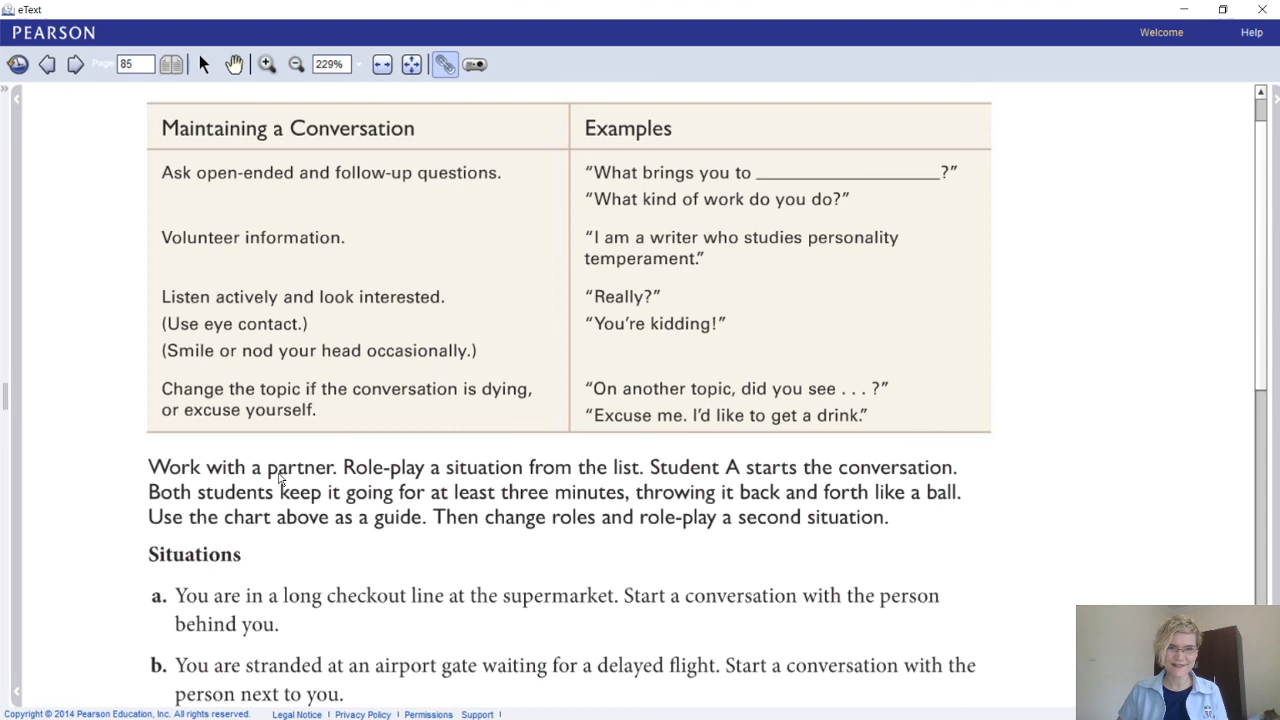 eText
PEARSON
Welcome
Help
Page
85
229%
Maintaining a Conversation
Examples
Ask open-ended and follow-up questions.
“What brings you to ____________________?”
“What kind of work do you do?”
Volunteer information.
“I am a writer who studies personality
temperament.”
Listen actively and look interested.
“Really?”
(Use eye contact.)
“You’re kidding!”
(Smile or nod your head occasionally.)
Change the topic if the conversation is dying,
“On another topic, did you see . . . ?”
or excuse yourself.
“Excuse me. I’d like to get a drink.”
Work with a partner. Role-play a situation from the list. Student A starts the conversation.
Both students keep it going for at least three minutes, throwing it back and forth like a ball.
Use the chart above as a guide. Then change roles and role-play a second situation.
Situations
a. You are in a long checkout line at the supermarket. Start a conversation with the person
behind you.
b. You are stranded at an airport gate waiting for a delayed flight. Start a conversation with the
person next to you.
Copyright © 2014 Pearson Education, Inc. All rights reserved. Legal Notice | Privacy Policy | Permissions Support |